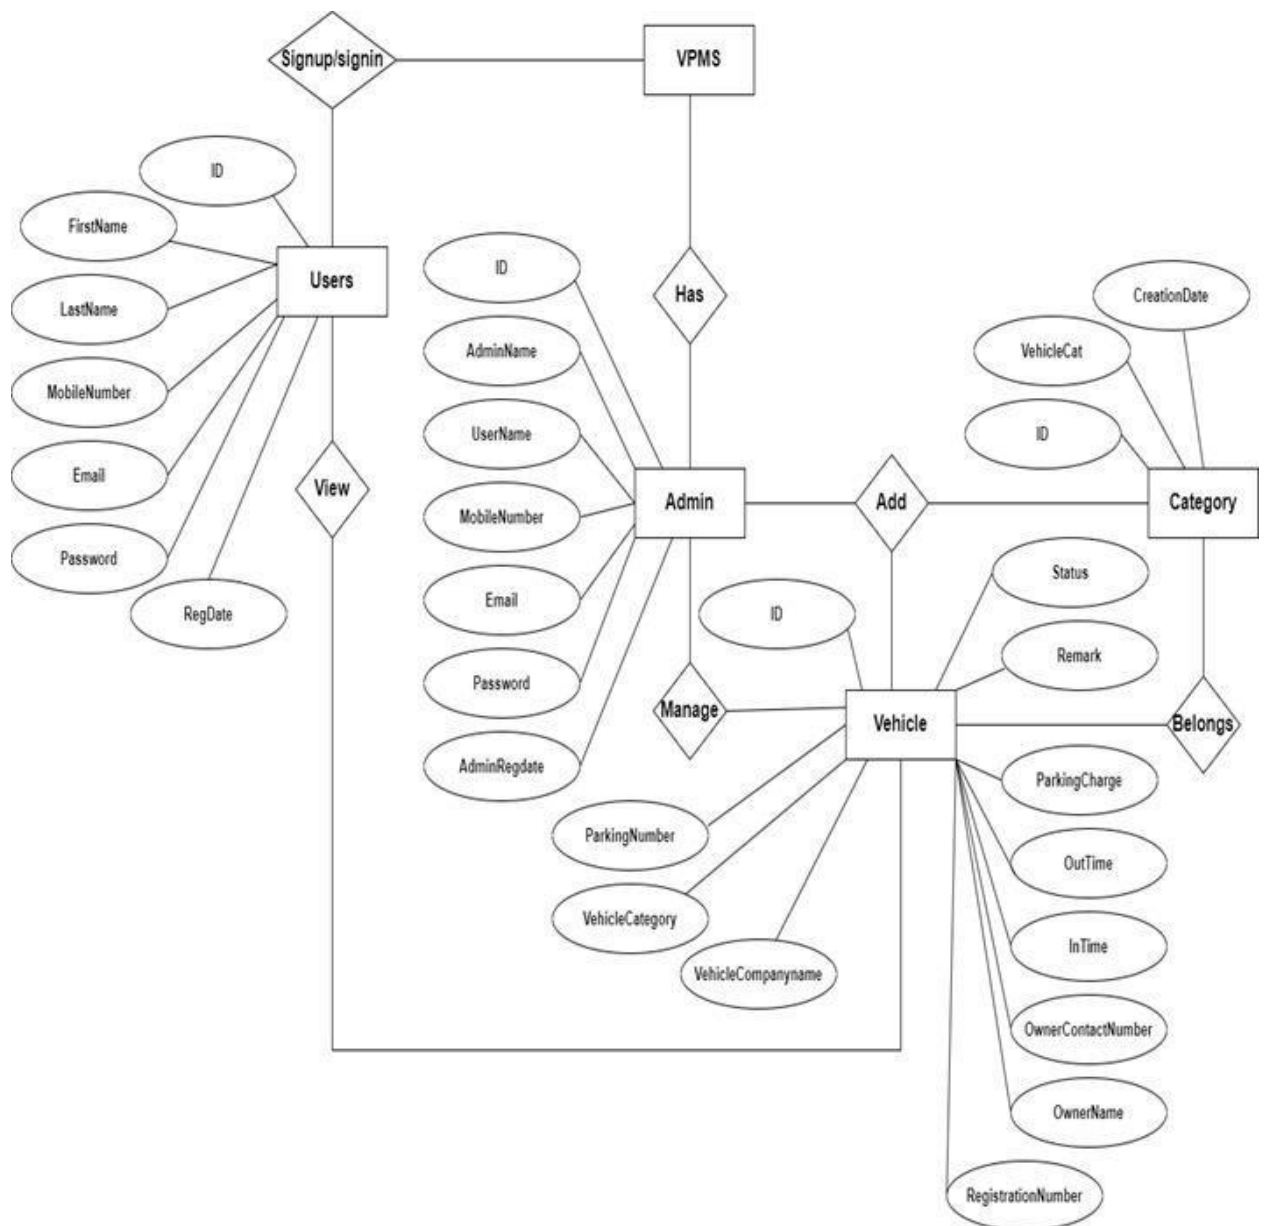 Signup/signin
VPMS
ID
FirstName
Users
LastName
MobileNumber
Email
Password
RegDate
View
Has
ID
AdminName
UserName
MobileNumber
Email
Password
AdminRegdate
Admin
Add
Manage
CreationDate
VehicleCat
ID
Category
Belongs
ID
Status
Remark
Vehicle
ParkingCharge
OutTime
InTime
OwnerContactNumber
OwnerName
RegistrationNumber
ParkingNumber
VehicleCategory
VehicleCompanyname